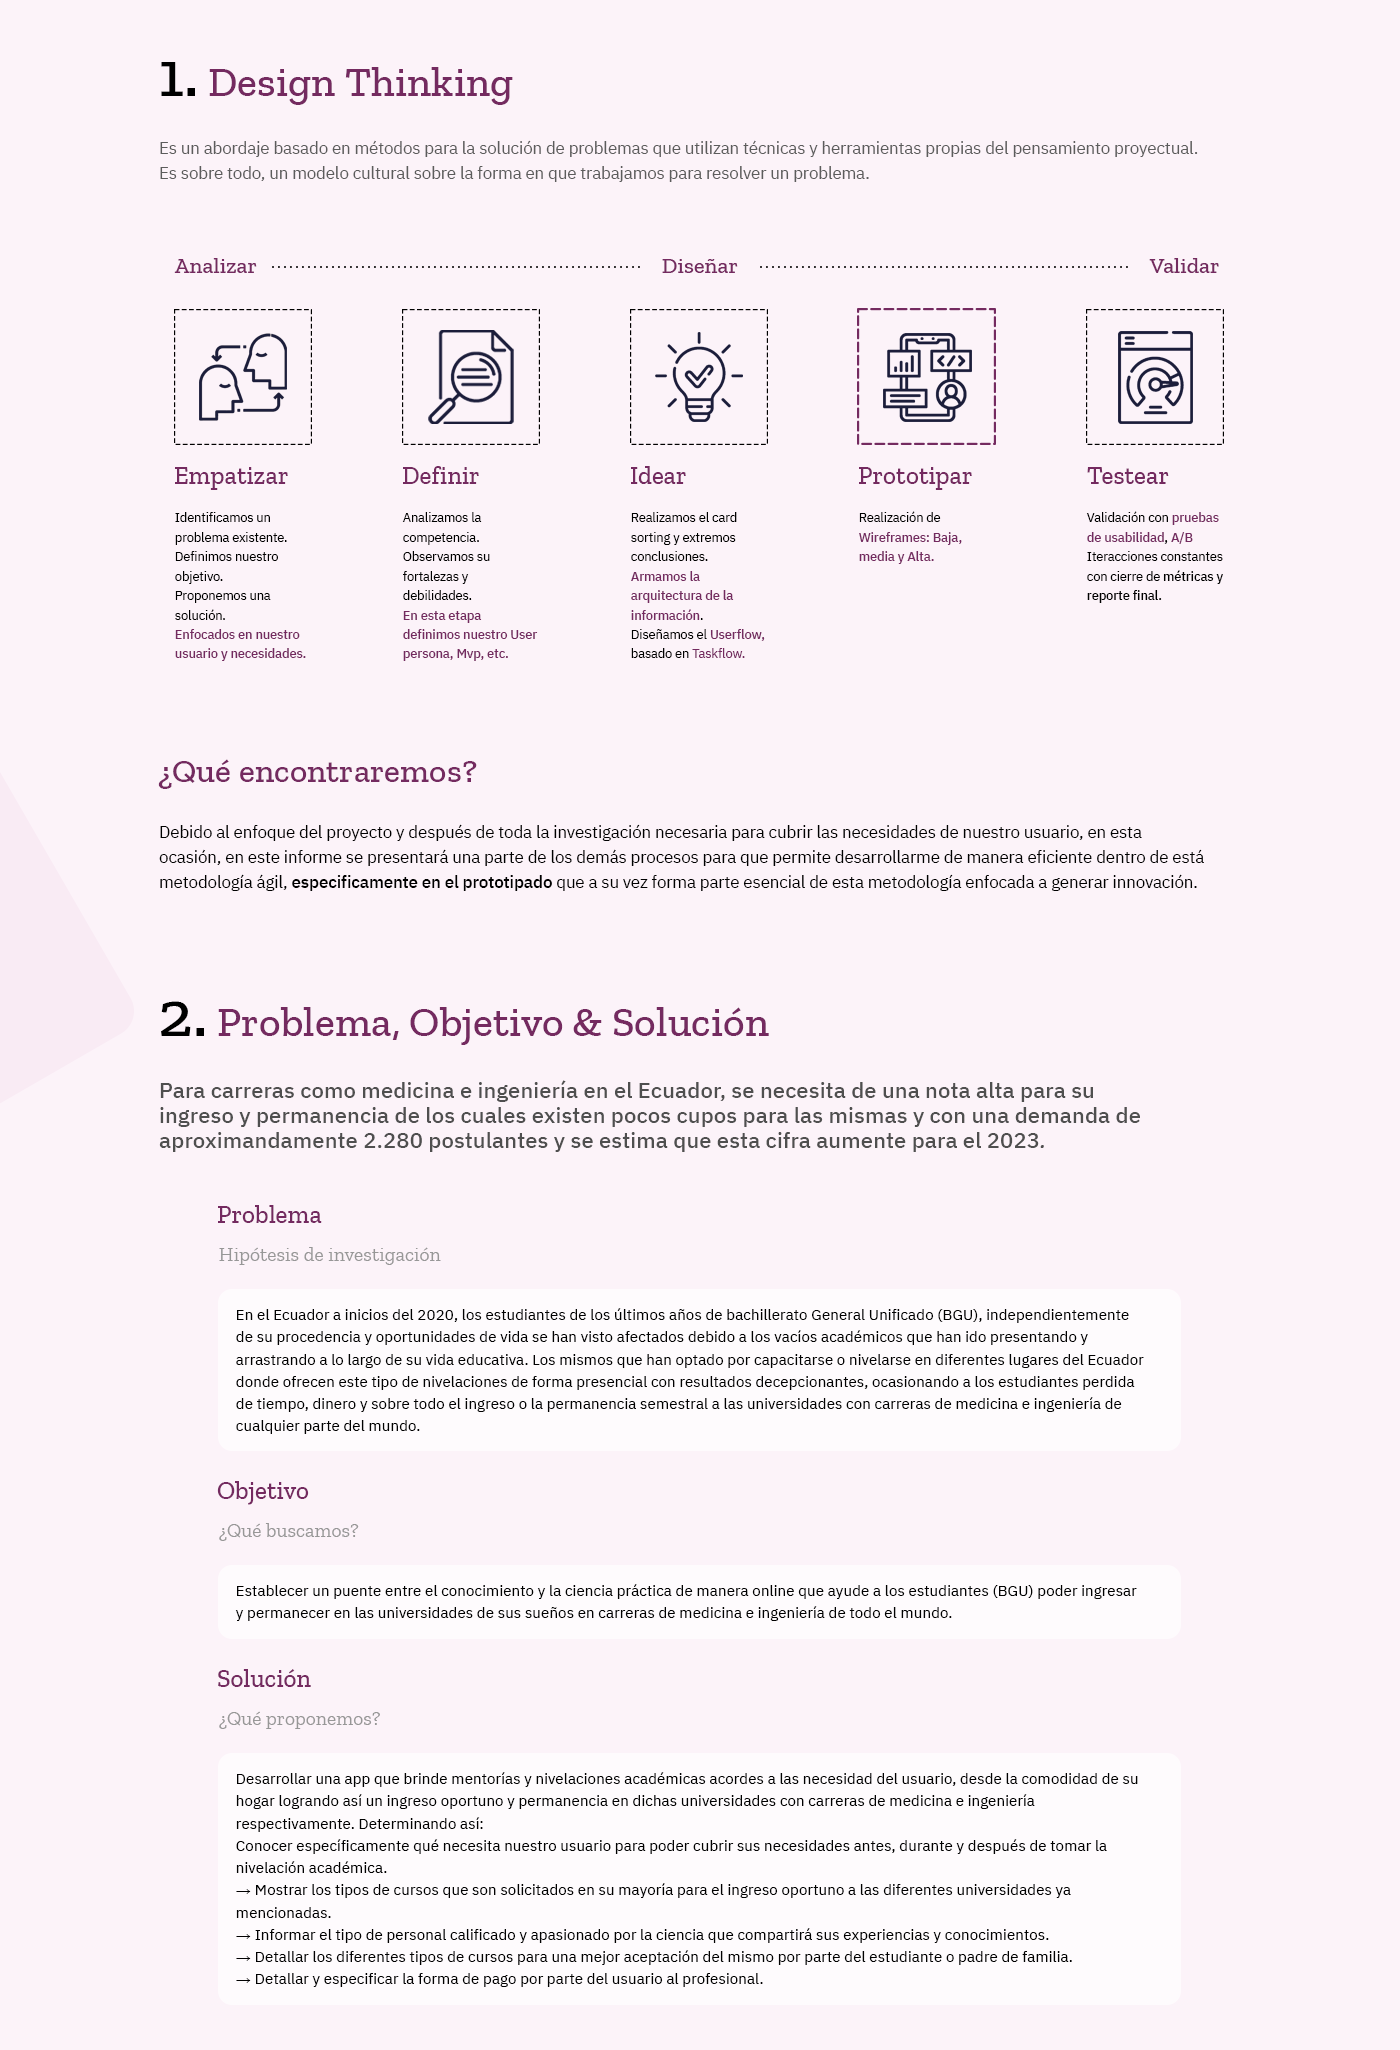 1. Design Thinking
Es un abordaje basado en métodos para la solución de problemas que utilizan técnicas y herramientas propias del pensamiento proyectual.
Es sobre todo, un modelo cultural sobre la forma en que trabajamos para resolver un problema.
Analizar
Diseñar
Validar
Empatizar
Identificamos un
problema existente.
Definimos nuestro
objetivo.
Proponemos una
solución.
Enfocados en nuestro
usuario y necesidades.
Definir
Analizamos la
competencia.
Observamos su
fortalezas y
debilidades.
En esta etapa
definimos nuestro User
persona, Mvp, etc.
Idear
Realizamos el card
sorting y extremos
conclusiones.
Armamos la
arquitectura de la
información.
Diseñamos el Userflow,
basado en Taskflow.
Prototipar
Realización de
Wireframes: Baja,
media y Alta.
Testear
Validación con pruebas
de usabilidad, A/B
Iteracciones constantes
con cierre de métricas y
reporte final.
¿Qué encontraremos?
Debido al enfoque del proyecto y después de toda la investigación necesaria para cubrir las necesidades de nuestro usuario, en esta
ocasión, en este informe se presentará una parte de los demás procesos para que permite desarrollarme de manera eficiente dentro de está
metodología ágil, especificamente en el prototipado que a su vez forma parte esencial de esta metodología enfocada a generar innovación.
2. Problema, Objetivo & Solución
Para carreras como medicina e ingeniería en el Ecuador, se necesita de una nota alta para su
ingreso y permanencia de los cuales existen pocos cupos para las mismas y con una demanda de
aproximandamente 2.280 postulantes y se estima que esta cifra aumente para el 2023.
Problema
Hipótesis de investigación
En el Ecuador a inicios del 2020, los estudiantes de los últimos años de bachillerato General Unificado (BGU), independientemente
de su procedencia y oportunidades de vida se han visto afectados debido a los vacíos académicos que han ido presentando y
arrastrando a lo largo de su vida educativa. Los mismos que han optado por capacitarse o nivelarse en diferentes lugares del Ecuador
donde ofrecen este tipo de nivelaciones de forma presencial con resultados decepcionantes, ocasionando a los estudiantes perdida
de tiempo, dinero y sobre todo el ingreso o la permanencia semestral a las universidades con carreras de medicina e ingeniería de
cualquier parte del mundo.
Objetivo
¿Qué buscamos?
Establecer un puente entre el conocimiento y la ciencia práctica de manera online que ayude a los estudiantes (BGU) poder ingresar
y permanecer en las universidades de sus sueños en carreras de medicina e ingeniería de todo el mundo.
Solución
¿Qué proponemos?
Desarrollar una app que brinde mentorías y nivelaciones académicas acordes a las necesidad del usuario, desde la comodidad de su
hogar logrando así un ingreso oportuno y permanencia en dichas universidades con carreras de medicina e ingeniería
respectivamente. Determinando así:
Conocer específicamente qué necesita nuestro usuario para poder cubrir sus necesidades antes, durante y después de tomar la
nivelación académica.
→ Mostrar los tipos de cursos que son solicitados en su mayoría para el ingreso oportuno a las diferentes universidades ya
mencionadas.
→ Informar el tipo de personal calificado y apasionado por la ciencia que compartirá sus experiencias y conocimientos.
→ Detallar los diferentes tipos de cursos para una mejor aceptación del mismo por parte del estudiante o padre de familia.
→ Detallar y especificar la forma de pago por parte del usuario al profesional.